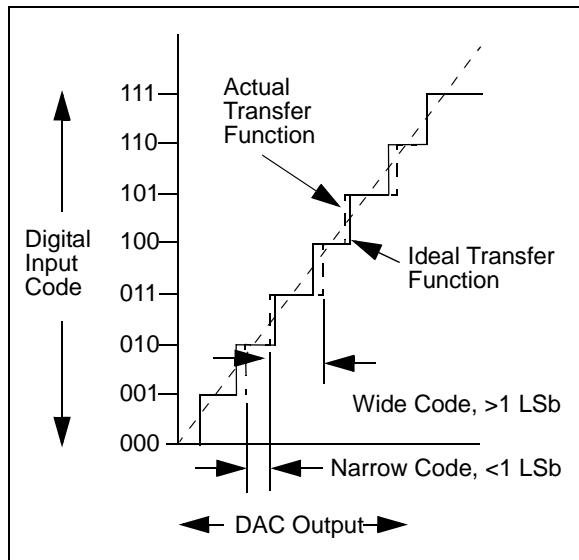 111
110
101
100
011
010
001
000
Digital
Input
Code
Actual
Transfer
Function
Ideal Transfer
Function
Wide Code, >1 LSb
Narrow Code, <1 LSb
DAC Output